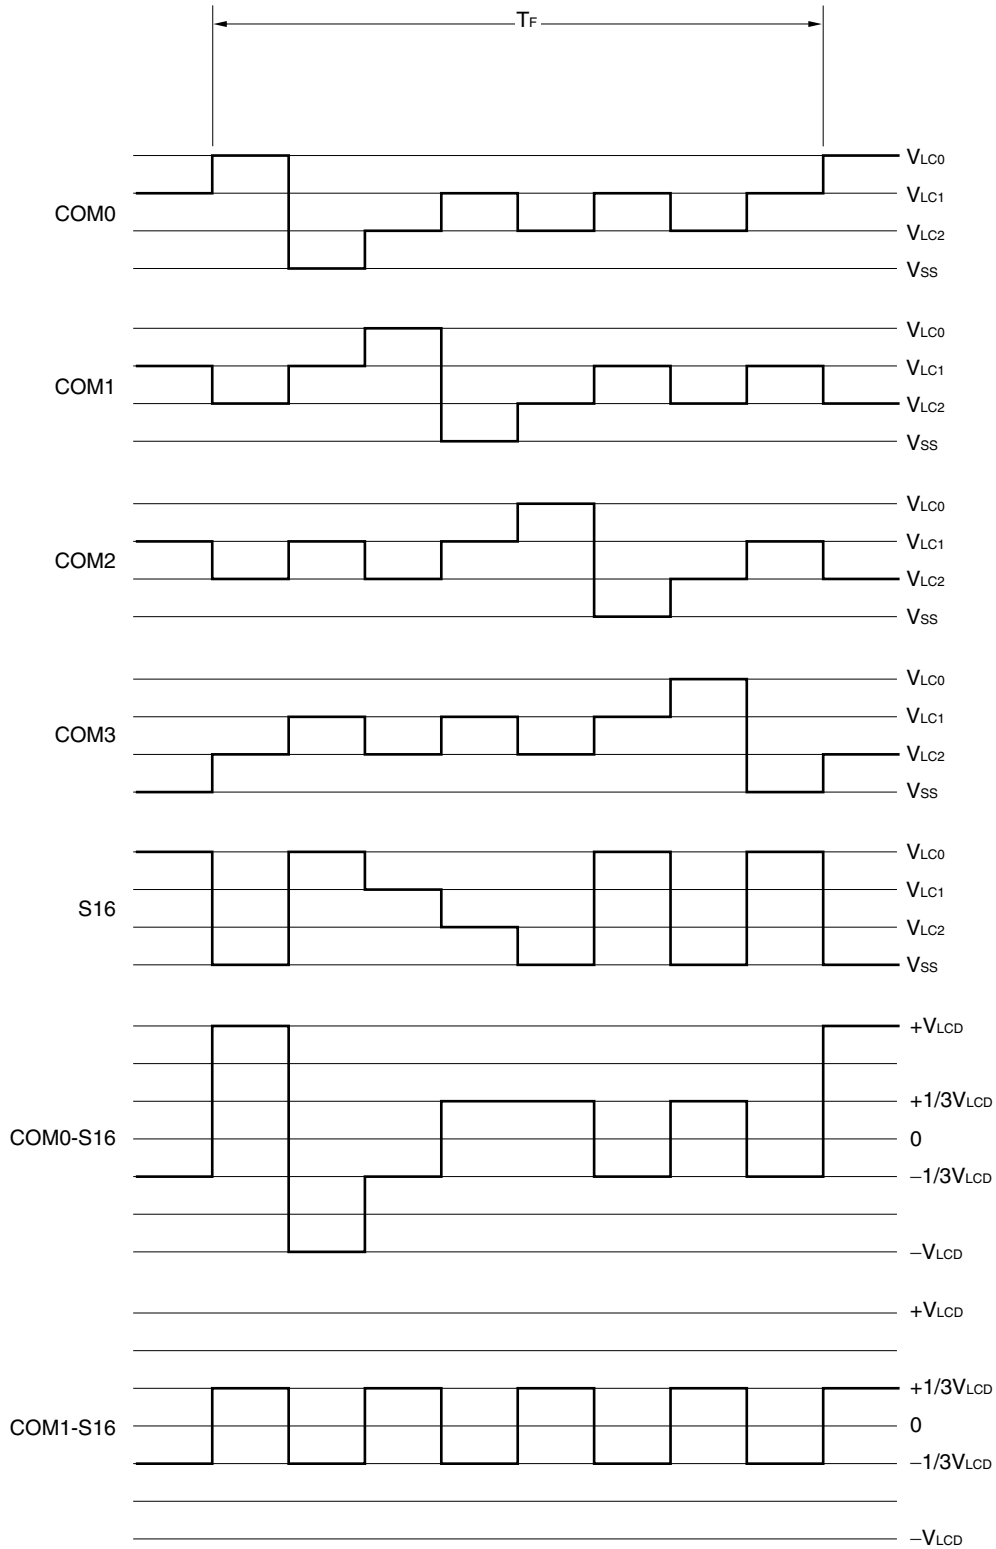 TF
VLC0
VLC1
COM0
VLC2
VSS
VLC0
VLC1
COM1
VLC2
VSS
VLC0
VLC1
COM2
VLC2
VSS
VLC0
VLC1
COM3
VLC2
VSS
VLC0
VLC1
S16
VLC2
VSS
+VLCD
+1/3VLCD
COM0-S16
0
−1/3VLCD
−VLCD
+VLCD
+1/3VLCD
COM1-S16
0
−1/3VLCD
−VLCD